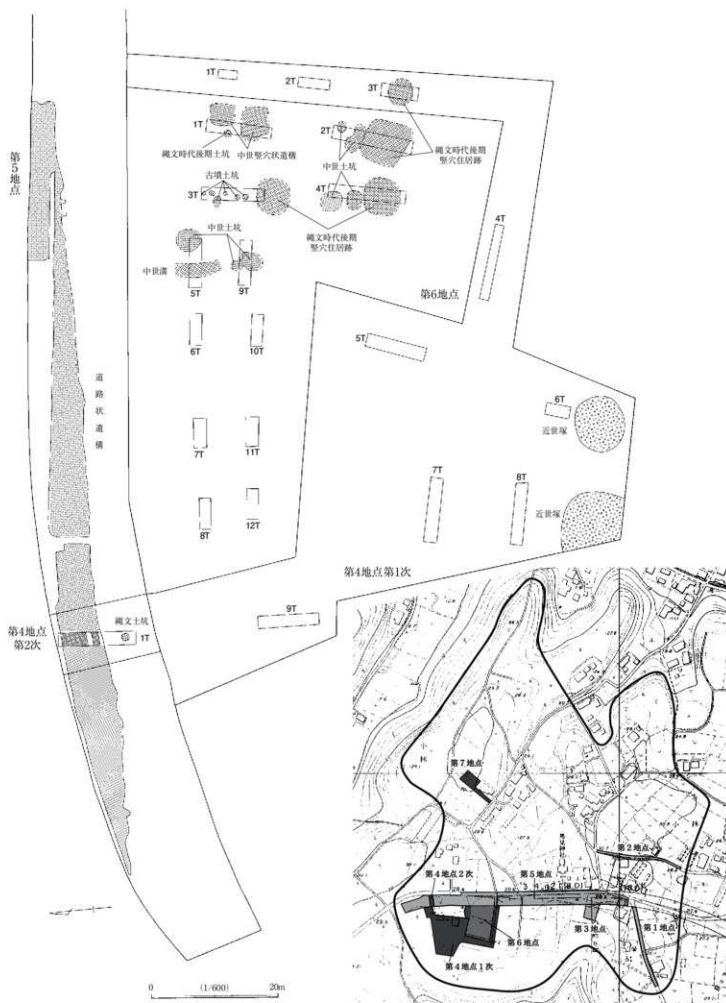 1T
2T
3T
1T
2T
縄文時代後期土坑
中世竪穴状遺構
縄文時代後期
竪穴住居跡
中世土坑
古墳土坑
3T
4T
縄文時代後期
竪穴住居跡
第5地点
中世土坑
中世溝
5T
9T
4T
第6地点
6T
10T
5T
道路状遺構
6T
近世塚
7T
11T
7T
8T
8T
12T
近世塚
第4地点第1次
縄文土坑
第4地点
第2次
1T
9T
第7地点
第2地点
第4地点2次
第5地点
第6地点
第3地点
第1地点
第4地点1次
0
(1/600)
20m